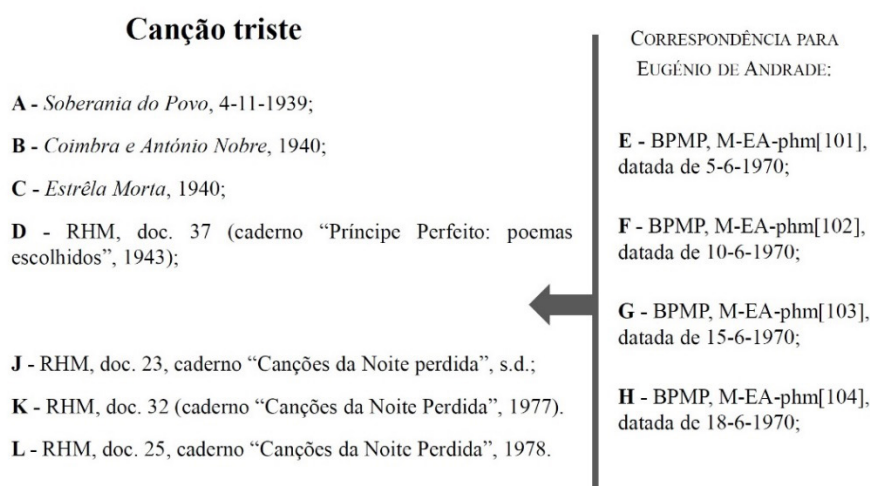 Canção triste
A - Soberania do Povo, 4-11-1939;
B - Coimbra e António Nobre, 1940;
C - Estrêla Morta, 1940;
D - RHM, doc. 37 (caderno “Príncipe Perfeito: poemas
escolhidos”, 1943);
J - RHM, doc. 23, caderno “Canções da Noite perdida”, s.d.;
K - RHM, doc. 32 (caderno “Canções da Noite Perdida”, 1977).
L - RHM, doc. 25, caderno “Canções da Noite Perdida”, 1978.
CORRESPONDÊNCIA PARA
EUGÉNIO DE ANDRADE:
E - BPMP, M-EA-phm[101],
datada de 5-6-1970;
F - BPMP, M-EA-phm[102],
datada de 10-6-1970;
G - BPMP, M-EA-phm[103],
datada de 15-6-1970;
H - BPMP, M-EA-phm[104],
datada de 18-6-1970;